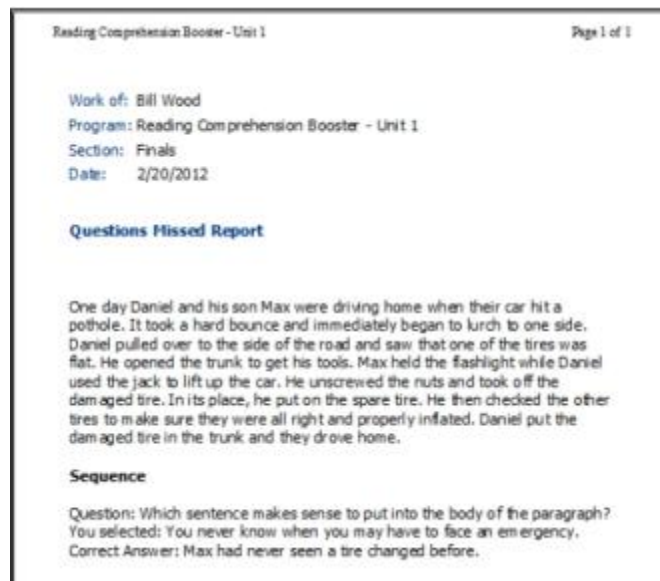 Reading Comprehension Booster - Unit 1 Page 1 of 1
Work of: Bill Wood
Program: Reading Comprehension Booster - Unit 1
Section: Finals
Date: 2/20/2012
Questions Missed Report
One day Daniel and his son Max were driving home when their car hit a
pothole. It took a hard bounce and immediately began to lurch to one side.
Daniel pulled over to the side of the road and saw that one of the tires was
flat. He opened the trunk to get his tools. Max held the flashlight while Daniel
used the jack to lift up the car. He unscrewed the nuts and took off the
damaged tire. In its place, he put on the spare tire. He then checked the other
tires to make sure they were all right and properly inflated. Daniel put the
damaged tire in the trunk and they drove home.
Sequence
Question: Which sentence makes sense to put into the body of the paragraph?
You selected: You never know when you may have to face an emergency.
Correct Answer: Max had never seen a tire changed before.